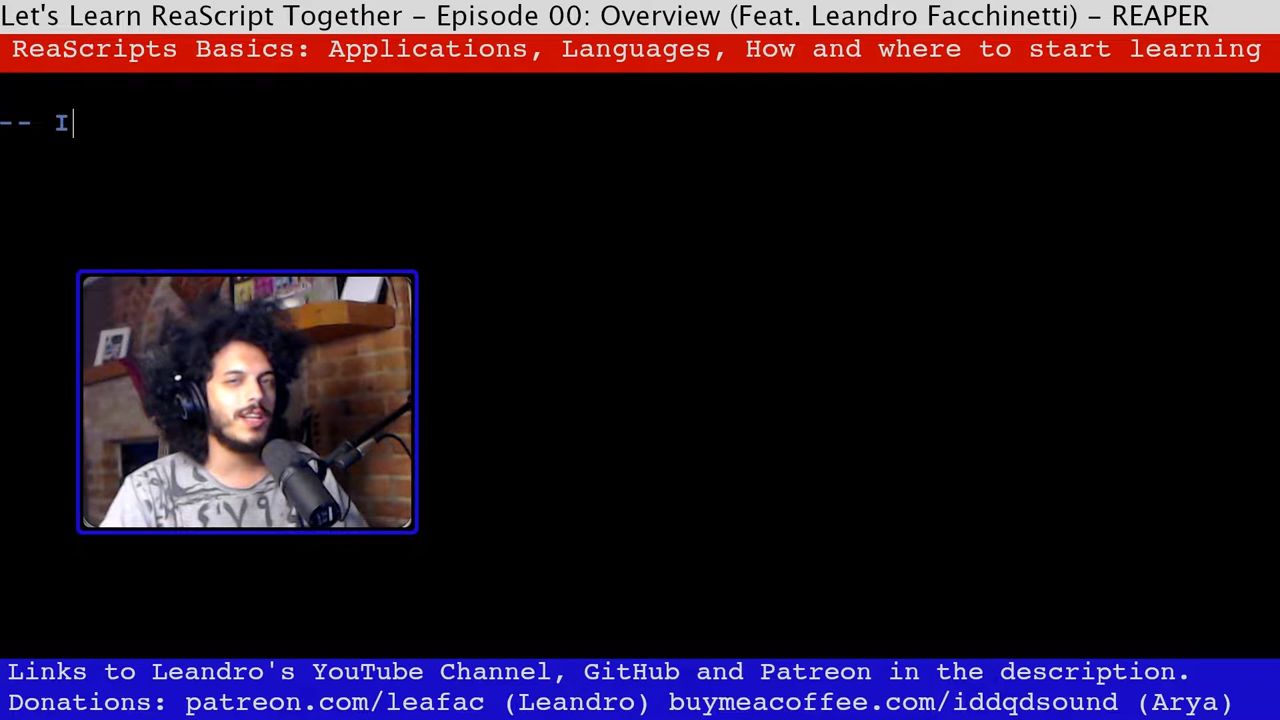 Let's Learn ReaScript Together – Episode 00: Overview (Feat. Leandro Facchinetti) – REAPER
ReaScripts Basics: Applications, Languages, How and where to start learning
-- I
Links to Leandro's YouTube Channel, GitHub and Patreon in the description.
Donations: patreon.com/leafac (Leandro) buymeacoffee.com/iddqdsound (Arya)